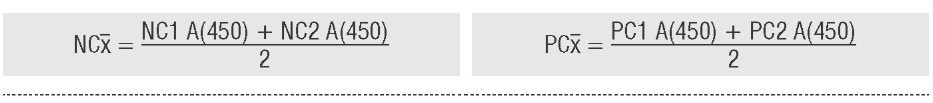 NCx̅ = NC1 A(450) + NC2 A(450) / 2
PCx̅ = PC1 A(450) + PC2 A(450) / 2